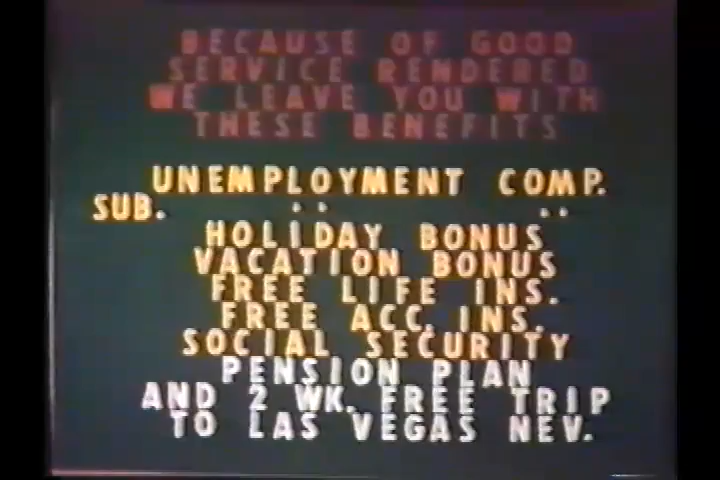 BECAUSE OF GOOD
SERVICE RENDERED
WE LEAVE YOU WITH
THESE BENEFITS
UNEMPLOYMENT COMP.
SUB. .. ..
HOLIDAY BONUS
VACATION BONUS
FREE LIFE INS.
FREE ACC. INS.
SOCIAL SECURITY
PENSION PLAN
AND 2 WK. FREE TRIP
TO LAS VEGAS NEV.